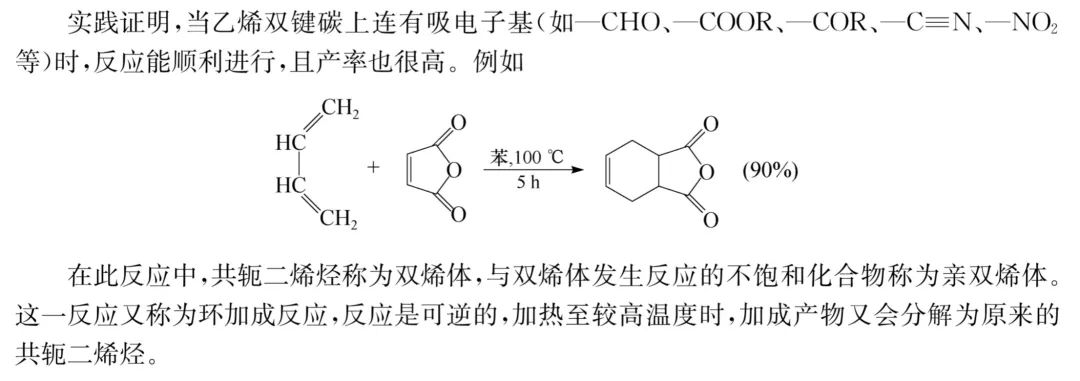 实践证明,当乙烯双键碳上连有吸电子基(如—CHO、—COOR、—COR、—C≡N、—NO₂
等)时,反应能顺利进行,且产率也很高。例如
CH₂
HC
HC
CH₂
+
O
O
O
苯,100 ℃
5 h
O
O
O
(90%)
在此反应中,共轭二烯烃称为双烯体,与双烯体发生反应的不饱和化合物称为亲双烯体。
这一反应又称为环加成反应,反应是可逆的,加热至较高温度时,加成产物又会分解为原来的
共轭二烯烃。